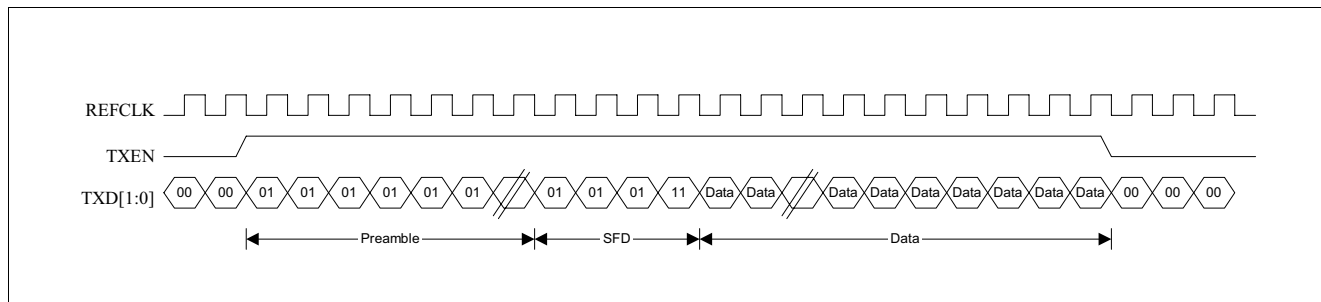 REFCLK
TXEN
TXD[1:0] 00 00 01 01 01 01 01 01 01 01 01 11 Data Data Data Data Data Data Data Data Data 00 00 00
Preamble SFD Data